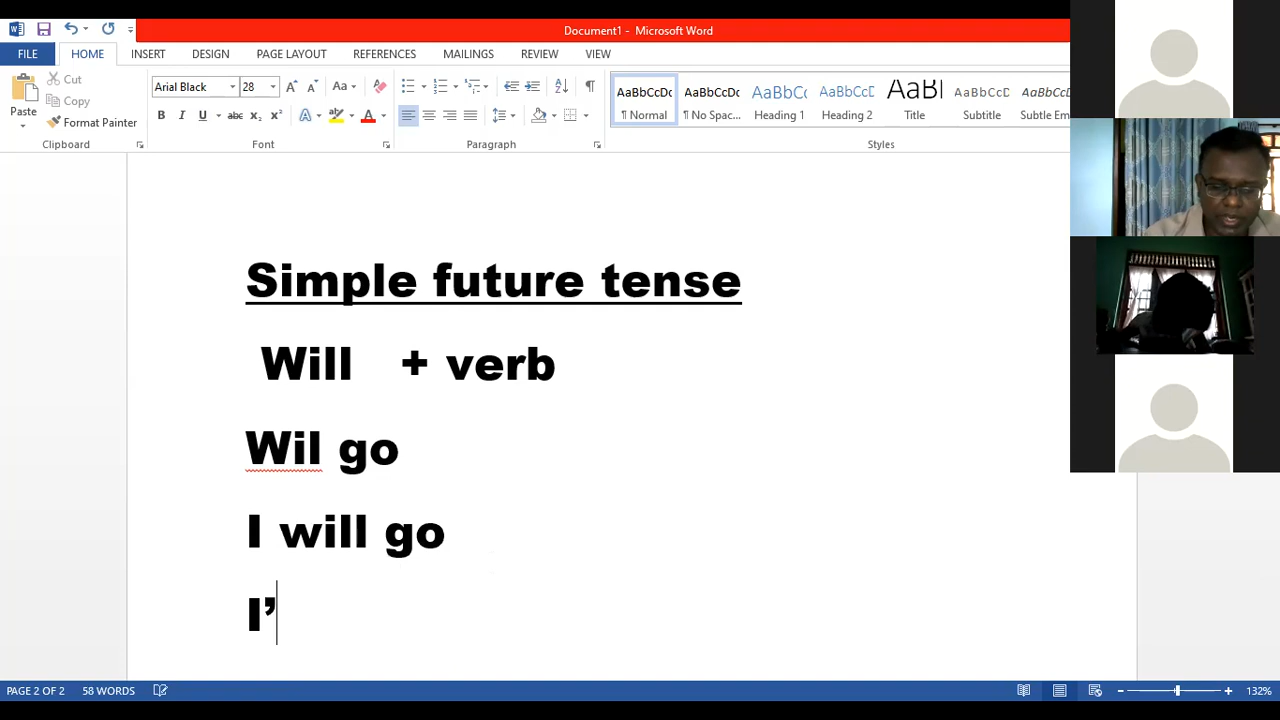 Document1 - Microsoft Word
FILE HOME INSERT DESIGN PAGE LAYOUT REFERENCES MAILINGS REVIEW VIEW
Paste
Cut
Copy
Format Painter
Clipboard
Arial Black 28
Font
Paragraph
AaBbCcDc AaBbCcDc AaBbCc AaBbCcD AaBl AaBbCcD AaBbCcDc
¶ Normal ¶ No Spac... Heading 1 Heading 2 Title Subtitle Subtle Em
Styles
Simple future tense
Will + verb
Wil go
I will go
I’
PAGE 2 OF 2 58 WORDS 132%